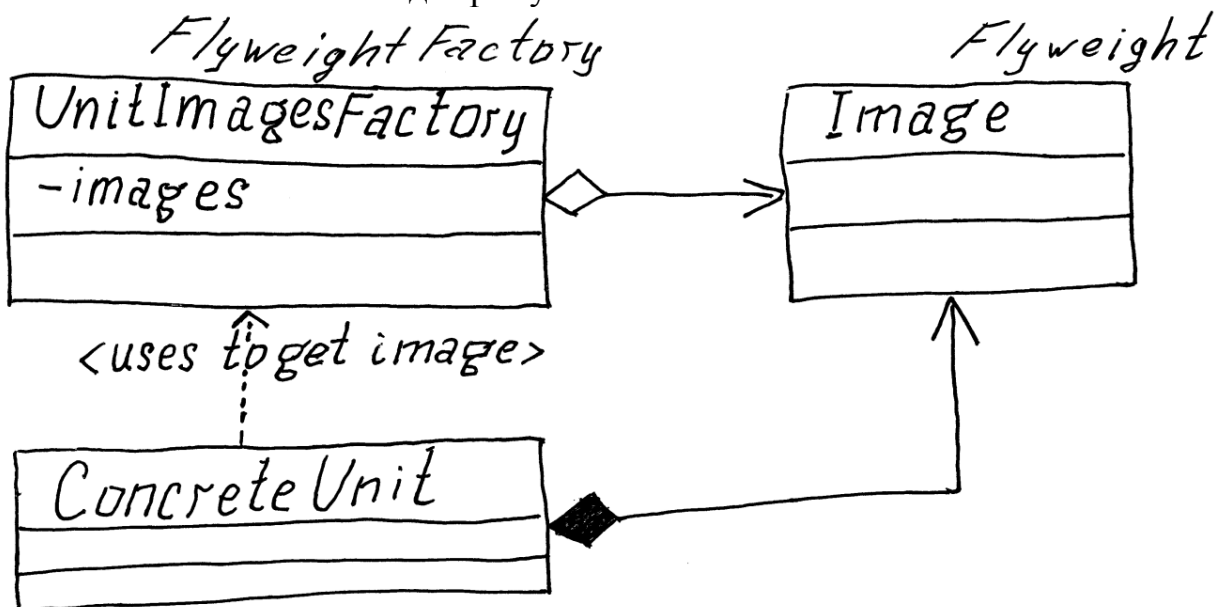 Flyweight Factory
Flyweight
UnitImagesFactory
-images
Image
<uses to get image>
ConcreteUnit